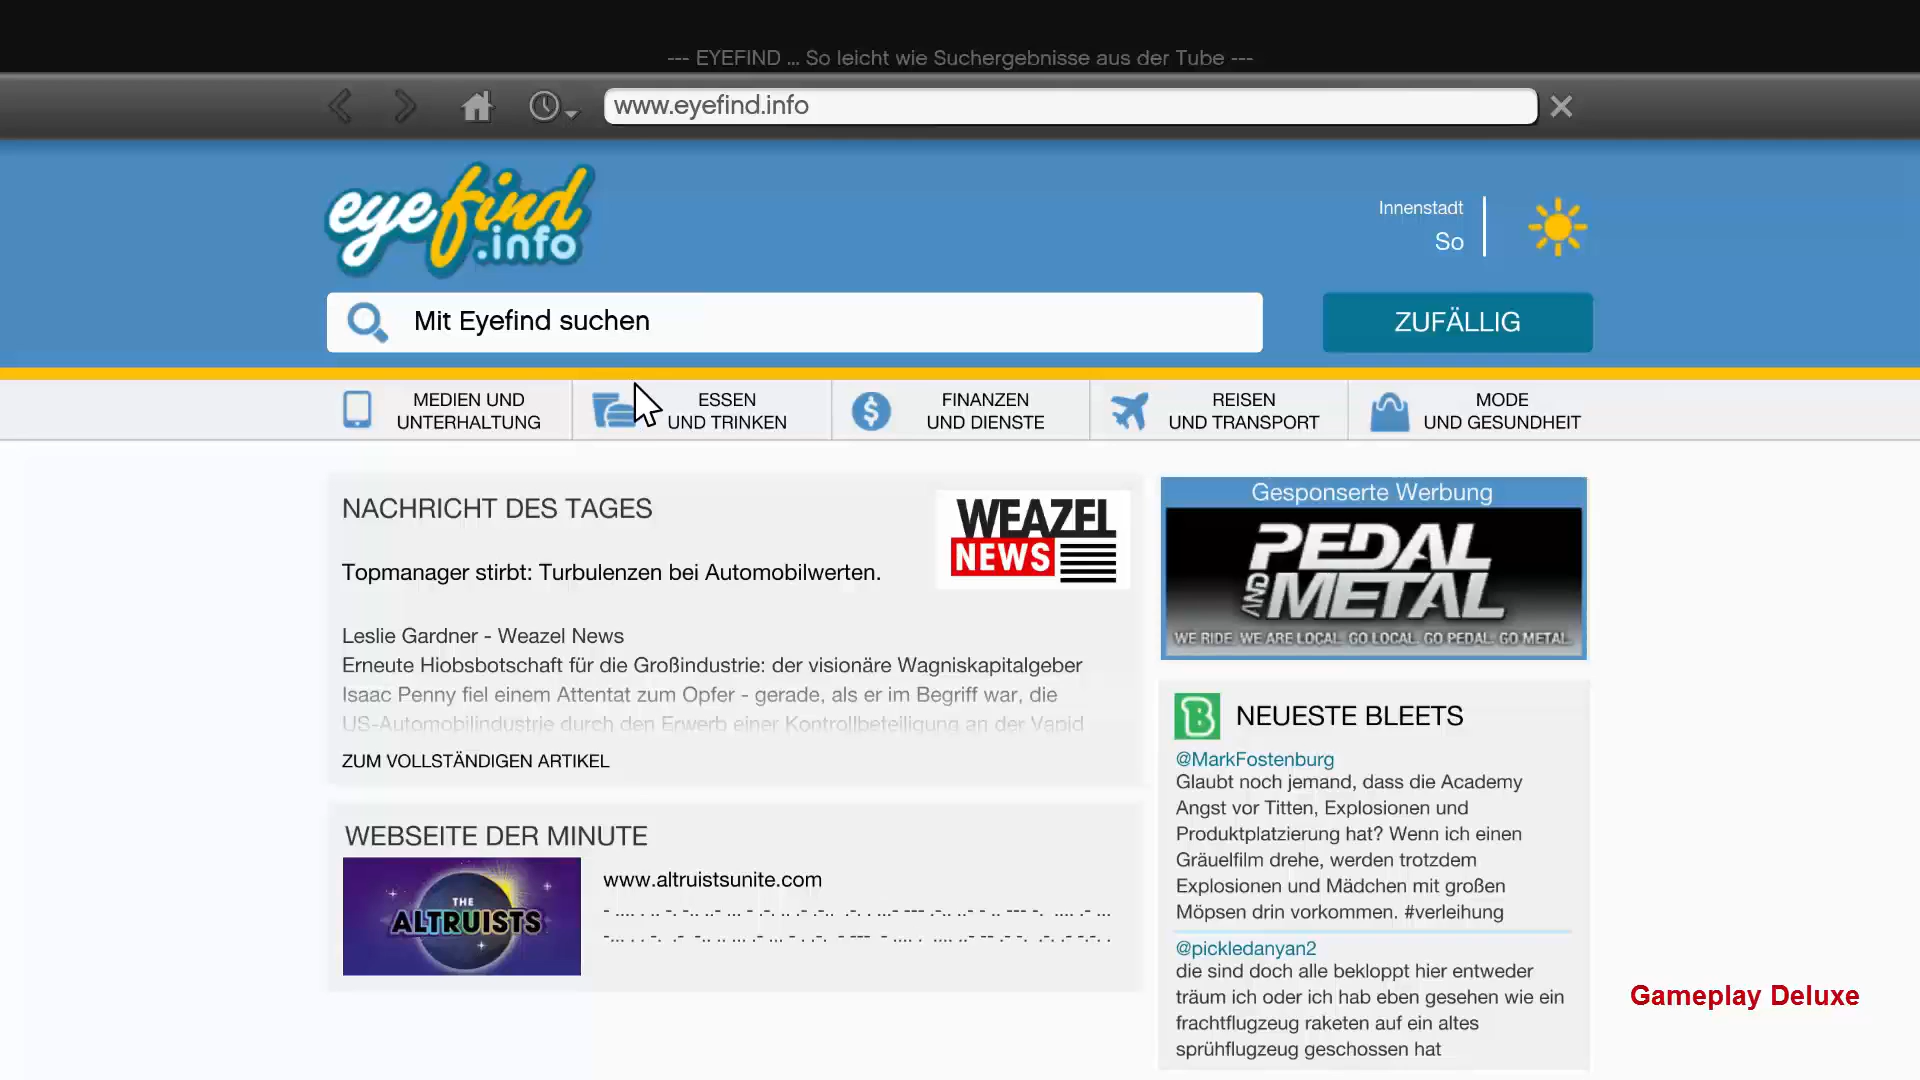 --- EYEFIND ... So leicht wie Suchergebnisse aus der Tube ---
www.eyefind.info
eyefind
.info
Innenstadt
So
Mit Eyefind suchen
ZUFÄLLIG
MEDIEN UND
UNTERHALTUNG
ESSEN
UND TRINKEN
FINANZEN
UND DIENSTE
REISEN
UND TRANSPORT
MODE
UND GESUNDHEIT
NACHRICHT DES TAGES
WEAZEL
NEWS
Topmanager stirbt: Turbulenzen bei Automobilwerten.
Leslie Gardner - Weazel News
Erneute Hiobsbotschaft für die Großindustrie: der visionäre Wagniskapitalgeber
Isaac Penny fiel einem Attentat zum Opfer - gerade, als er im Begriff war, die
US-Automobilindustrie durch den Erwerb einer Kontrollbeteiligung an der Vapid
ZUM VOLLSTÄNDIGEN ARTIKEL
WEBSEITE DER MINUTE
THE
ALTRUISTS
www.altruistsunite.com
Gesponserte Werbung
PEDAL
AND METAL
WE RIDE. WE ARE LOCAL. GO LOCAL. GO PEDAL. GO METAL.
B
NEUESTE BLEETS
@MarkFostenburg
Glaubt noch jemand, dass die Academy
Angst vor Titten, Explosionen und
Produktplatzierung hat? Wenn ich einen
Gräuelfilm drehe, werden trotzdem
Explosionen und Mädchen mit großen
Möpsen drin vorkommen. #verleihung
@pickledanyan2
die sind doch alle bekloppt hier entweder
träum ich oder ich hab eben gesehen wie ein
frachtflugzeug raketen auf ein altes
sprühflugzeug geschossen hat
Gameplay Deluxe